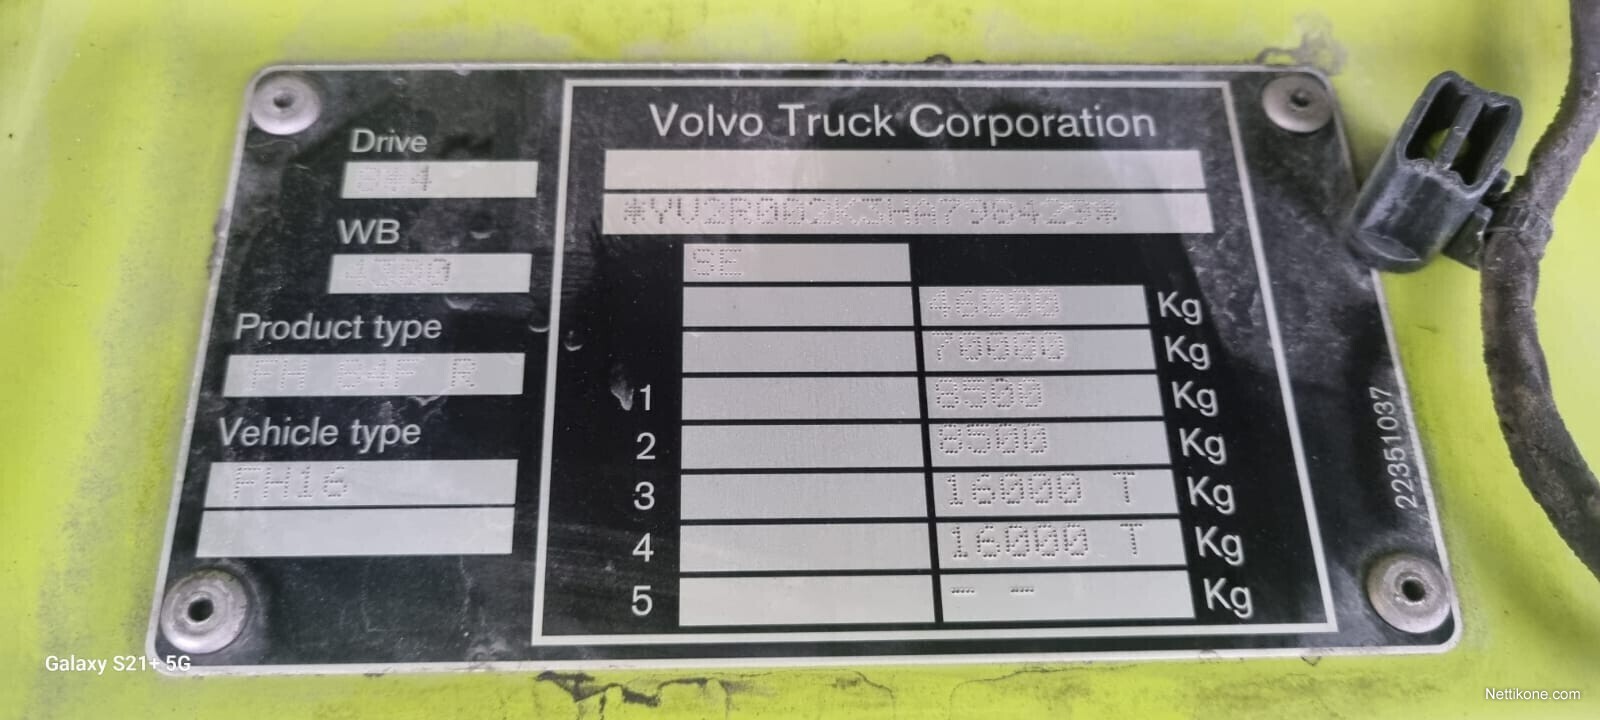 Drive
8*4
WB
4300
Product type
FH 84F R
Vehicle type
FH16
Volvo Truck Corporation
*YV2R002K3HA798429*
SE
46000 Kg
70000 Kg
1 8500 Kg
2 8500 Kg
3 16000 T Kg
4 16000 T Kg
5 -- -- Kg
22351037
Galaxy S21+ 5G
Nettikone.com